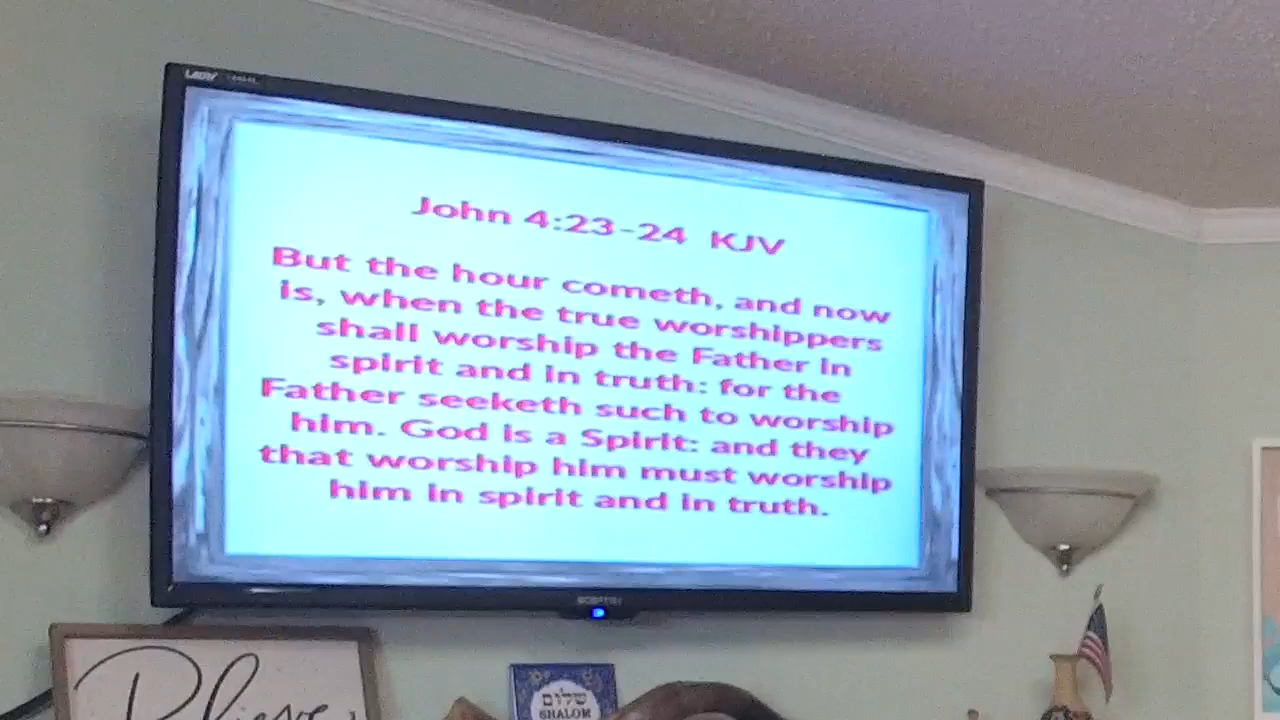 John 4:23-24 KJV
But the hour cometh, and now
is, when the true worshippers
shall worship the Father in
spirit and in truth: for the
Father seeketh such to worship
him. God is a Spirit: and they
that worship him must worship
him in spirit and in truth.
SCEPTRE
שלום
SHALOM